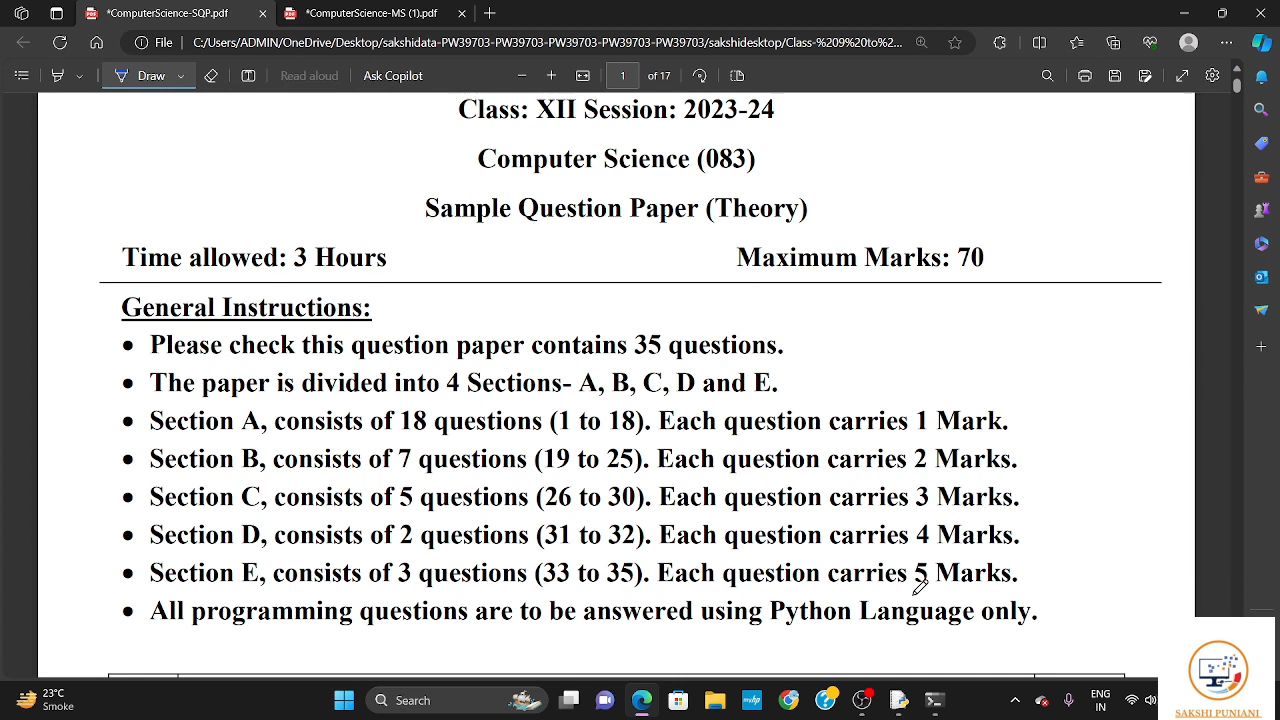 *ComputerScience-SQP.pdf
*ComputerScience-MS (1).pdf
File
C:/Users/ADMIN/OneDrive/Desktop/sakshidata-PW39703-PW39703-PW39703-PW39703/sakshidesktop/Class-%209%20to%2...
Draw
Read aloud
Ask Copilot
1 of 17
Class: XII Session: 2023-24
Computer Science (083)
Sample Question Paper (Theory)
Time allowed: 3 Hours Maximum Marks: 70
General Instructions:
• Please check this question paper contains 35 questions.
• The paper is divided into 4 Sections- A, B, C, D and E.
• Section A, consists of 18 questions (1 to 18). Each question carries 1 Mark.
• Section B, consists of 7 questions (19 to 25). Each question carries 2 Marks.
• Section C, consists of 5 questions (26 to 30). Each question carries 3 Marks.
• Section D, consists of 2 questions (31 to 32). Each question carries 4 Marks.
• Section E, consists of 3 questions (33 to 35). Each question carries 5 Marks.
• All programming questions are to be answered using Python Language only.
23°C
Smoke
Search
myhp
ENG
IN
SAKSHI PUNIANI